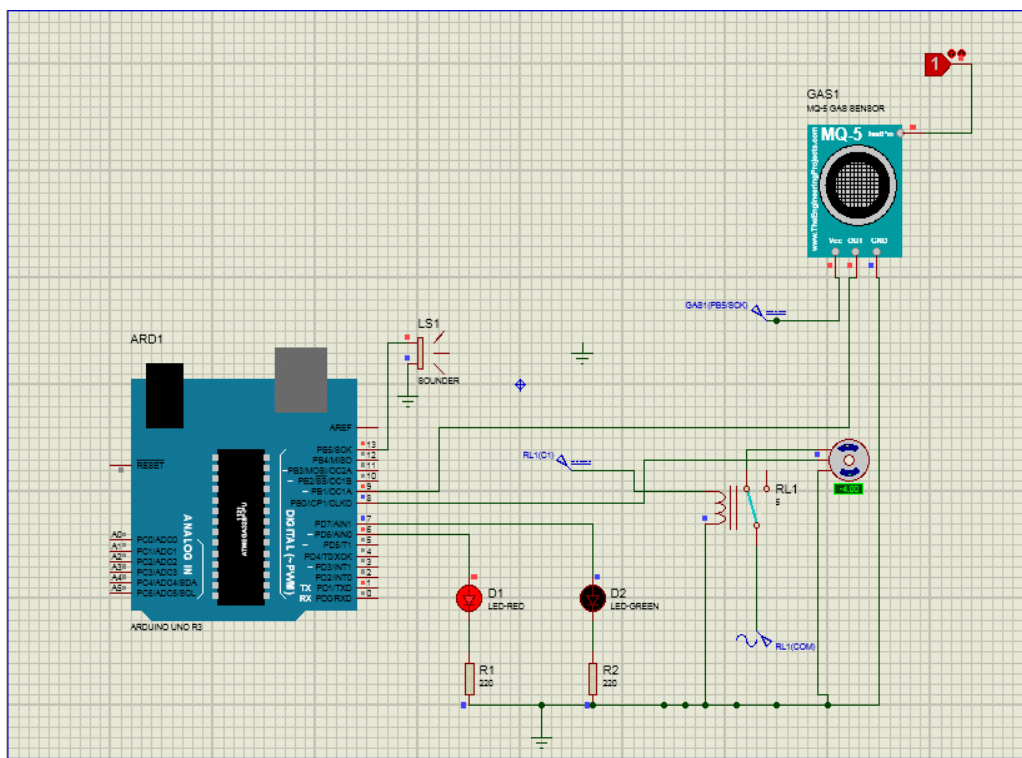 1
GAS1
MQ-5 GAS SENSOR
MQ-5
www.TheEngineeringProjects.com
Vcc OUT GND
GAS1(PB5/SCK)
LS1
SOUNDER
ARD1
AREF
RESET
PB5/SCK 13
PB4/MISO 12
~PB3/MOSI/OC2A 11
~PB2/SS/OC1B 10
~PB1/OC1A 9
PB0/ICP1/CLKO 8
PD7/AIN1 7
~PD6/AIN0 6
~PD5/T1 5
PD4/T0/XCK 4
~PD3/INT1 3
PD2/INT0 2
TX PD1/TXD 1
RX PD0/RXD 0
DIGITAL (~PWM)
ANALOG IN
A0 PC0/ADC0
A1 PC1/ADC1
A2 PC2/ADC2
A3 PC3/ADC3
A4 PC4/ADC4/SDA
A5 PC5/ADC5/SCL
ARDUINO UNO R3
RL1(C1)
RL1
5
-4.00
D1
LED-RED
D2
LED-GREEN
RL1(COM)
R1
220
R2
220